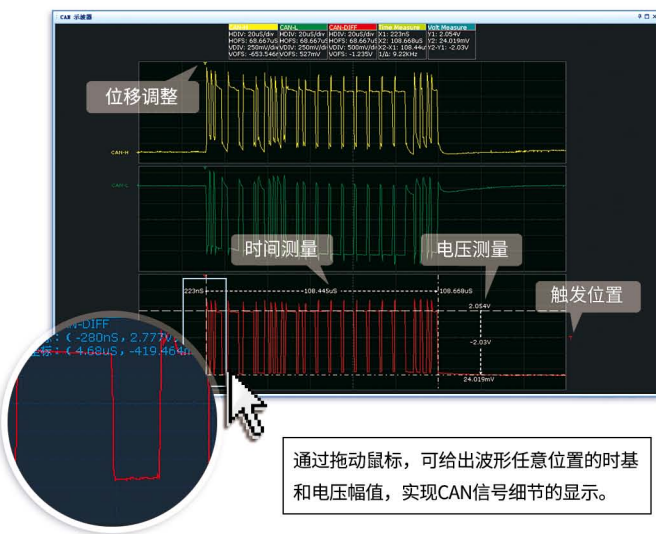 CAN 示波器
CAN-H CAN-L CAN-DIFF Time Measure Volt Measure
HDIV: 20uS/div HDIV: 20uS/div HDIV: 20uS/div X1: 223nS Y1: 2.054V
HOFS: 68.667uS HOFS: 68.667uS HOFS: 68.667uS X2: 108.668uS Y2: 24.019mV
VDIV: 250mV/div VDIV: 250mV/div VDIV: 500mV/div X2-X1: 108.44uS Y2-Y1: -2.03V
VOFS: -653.546m VOFS: 527mV VOFS: -1.235V 1/Δ: 9.22KHz
位移调整
CAN-H
CAN-L
时间测量
电压测量
触发位置
223nS
108.445uS
108.668uS
2.054V
-2.03V
24.019mV
N-DIFF
标: ( -280nS, 2.777V
坐标: ( 4.68uS, -419.464m
通过拖动鼠标，可给出波形任意位置的时基
和电压幅值，实现CAN信号细节的显示。